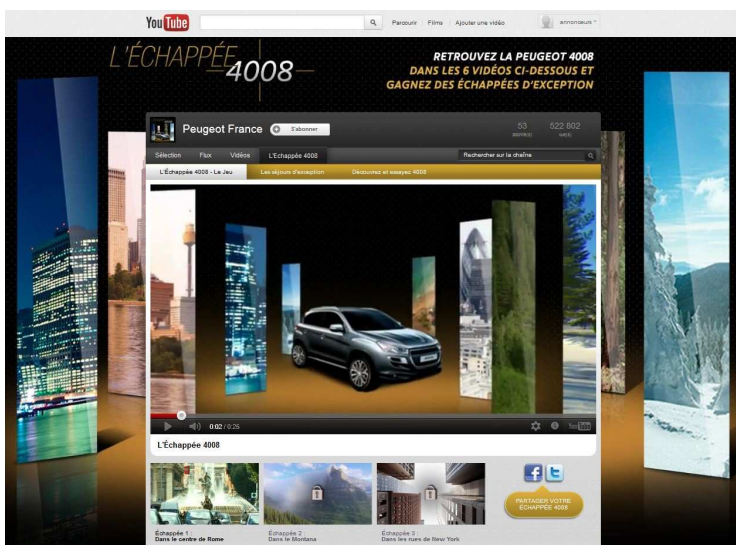 YouTube
Parcourir | Films | Ajouter une vidéo
annonceurs
L'ÉCHAPPÉE
4008
RETROUVEZ LA PEUGEOT 4008
DANS LES 6 VIDÉOS CI-DESSOUS ET
GAGNEZ DES ÉCHAPPÉES D'EXCEPTION
Peugeot France
S'abonner
53
522 802
Sélection Flux Vidéos L'Echappée 4008
Rechercher sur la chaîne
L'Échappée 4008 - Le Jeu
Les séjours d'exception
Découvrez et essayez 4008
0:02 / 0:26
YouTube
L'Échappée 4008
PARTAGER VOTRE
ÉCHAPPÉE 4008
Échappée 1 :
Dans le centre de Rome
Échappée 2 :
Dans le Montana
Échappée 3 :
Dans les rues de New York